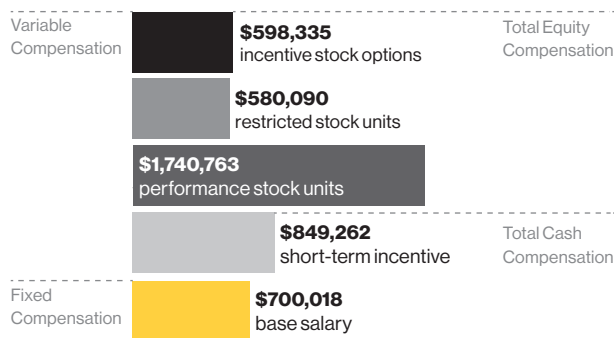 Variable
Compensation
$598,335
incentive stock options
Total Equity
Compensation
$580,090
restricted stock units
$1,740,763
performance stock units
$849,262
short-term incentive
Total Cash
Compensation
Fixed
Compensation
$700,018
base salary